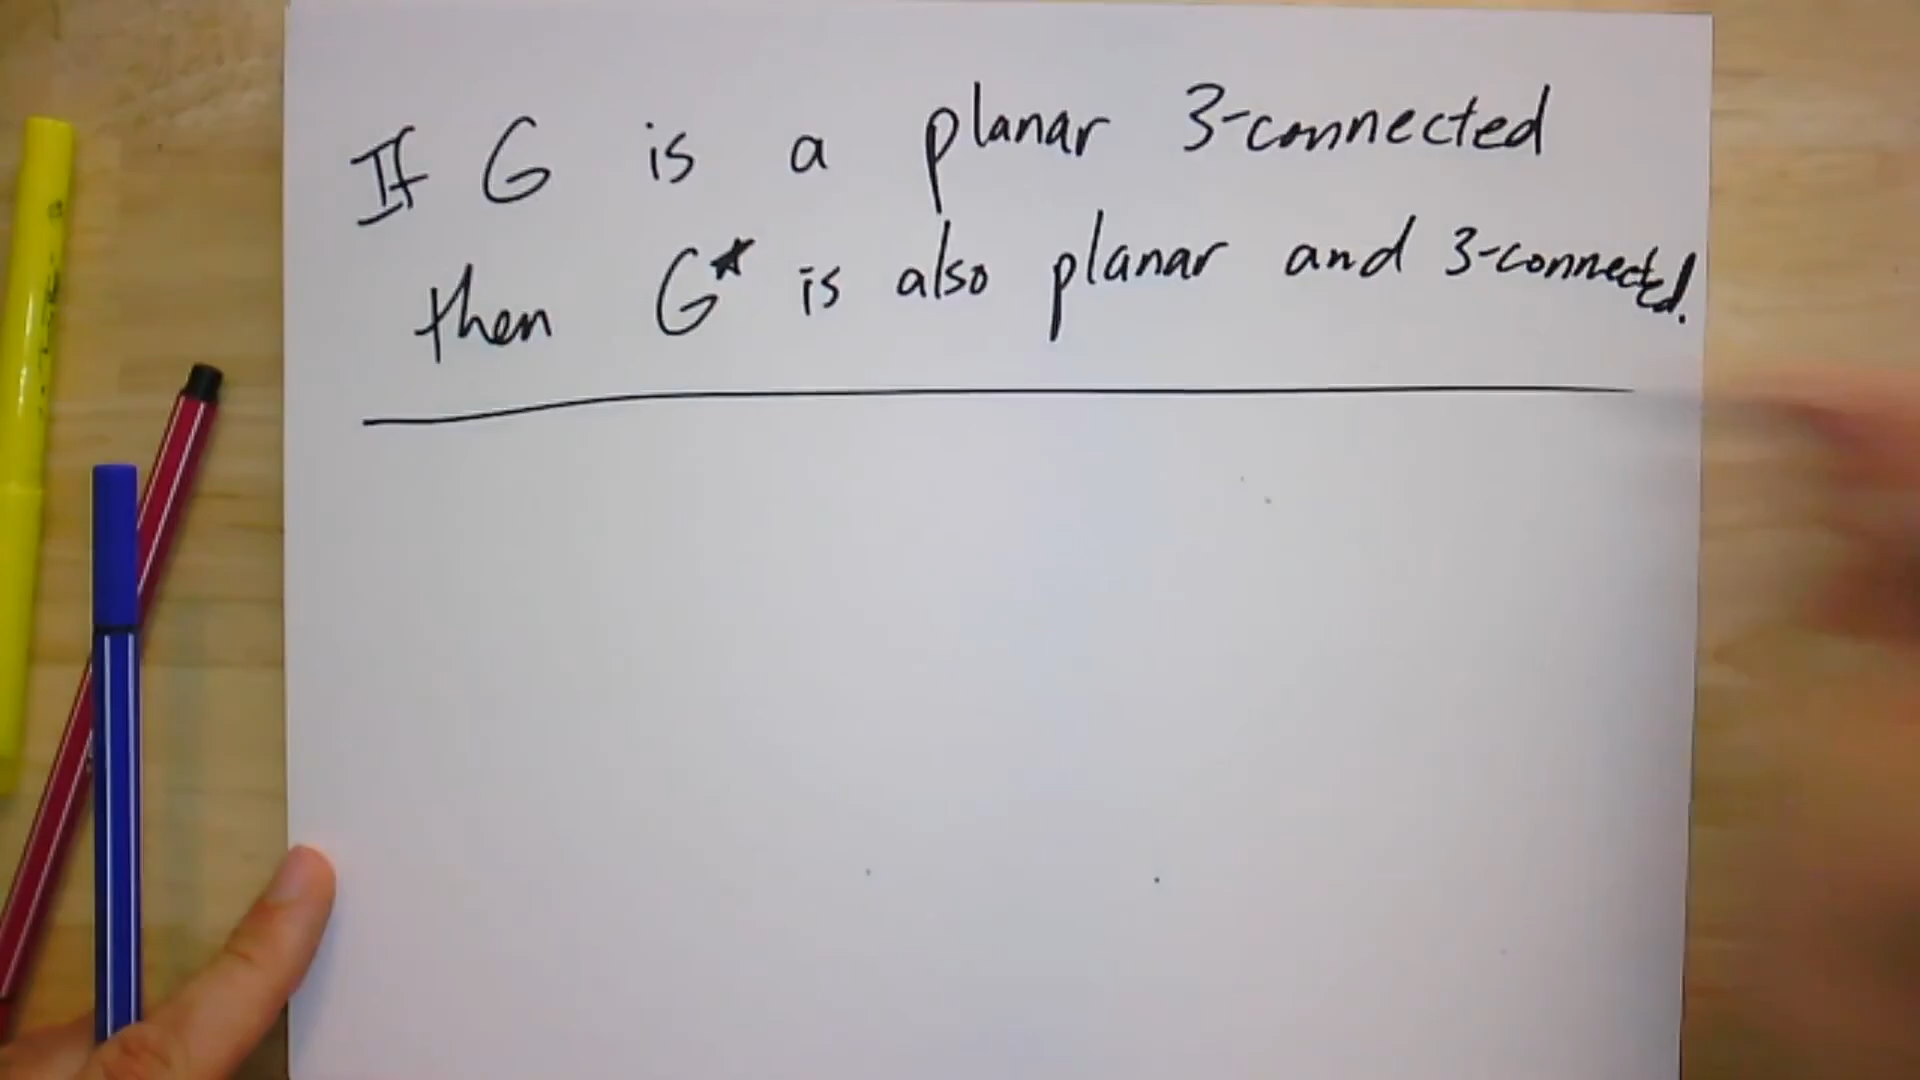 If G is a planar 3-connected
then G* is also planar and 3-connected.